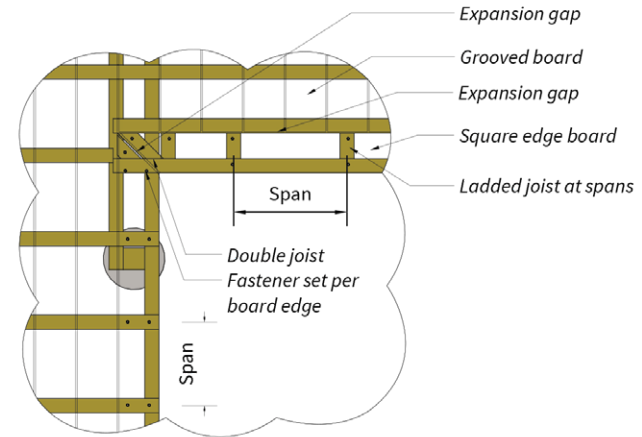 Expansion gap
Grooved board
Expansion gap
Square edge board
Ladded joist at spans
Span
Double joist
Fastener set per
board edge
Span